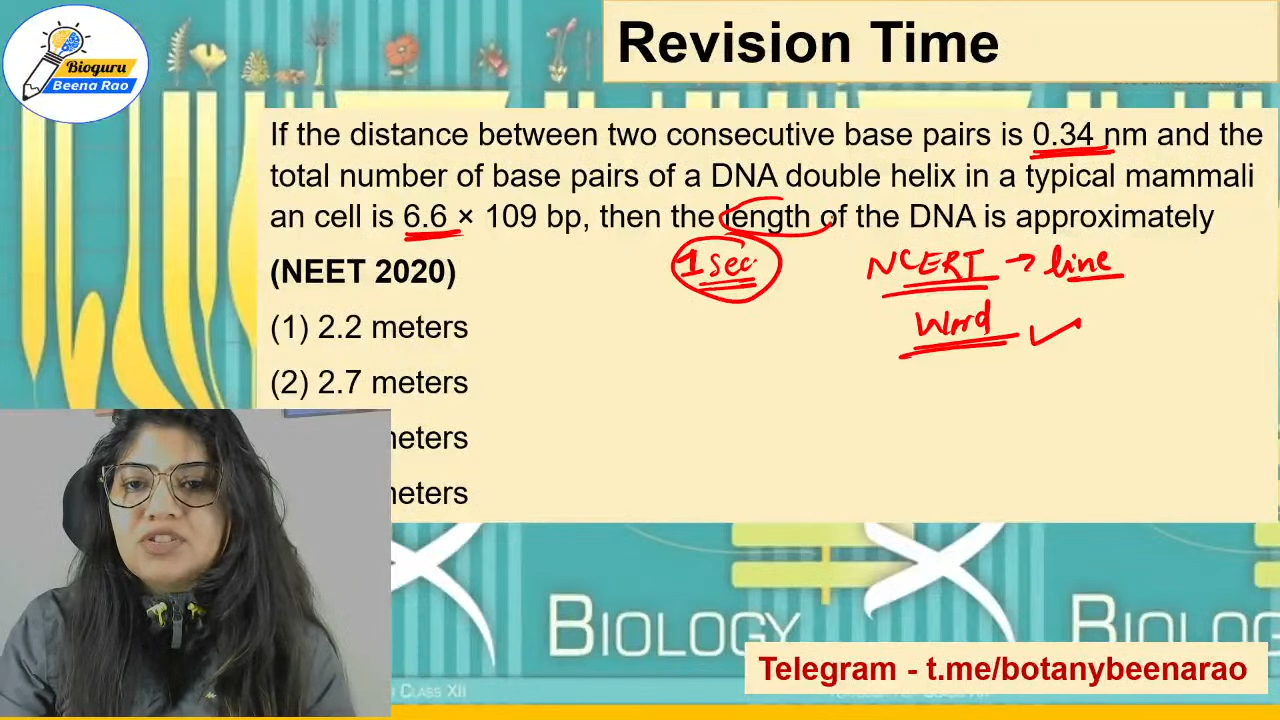 Bioguru
Beena Rao
Revision Time
If the distance between two consecutive base pairs is 0.34 nm and the
total number of base pairs of a DNA double helix in a typical mammali
an cell is 6.6 × 109 bp, then the length of the DNA is approximately
1 sec
NCERT → line
(NEET 2020)
Word ✓
(1) 2.2 meters
(2) 2.7 meters
meters
meters
BIOLOGY
BIOLOG
Telegram - t.me/botanybeenarao
CLASS XII